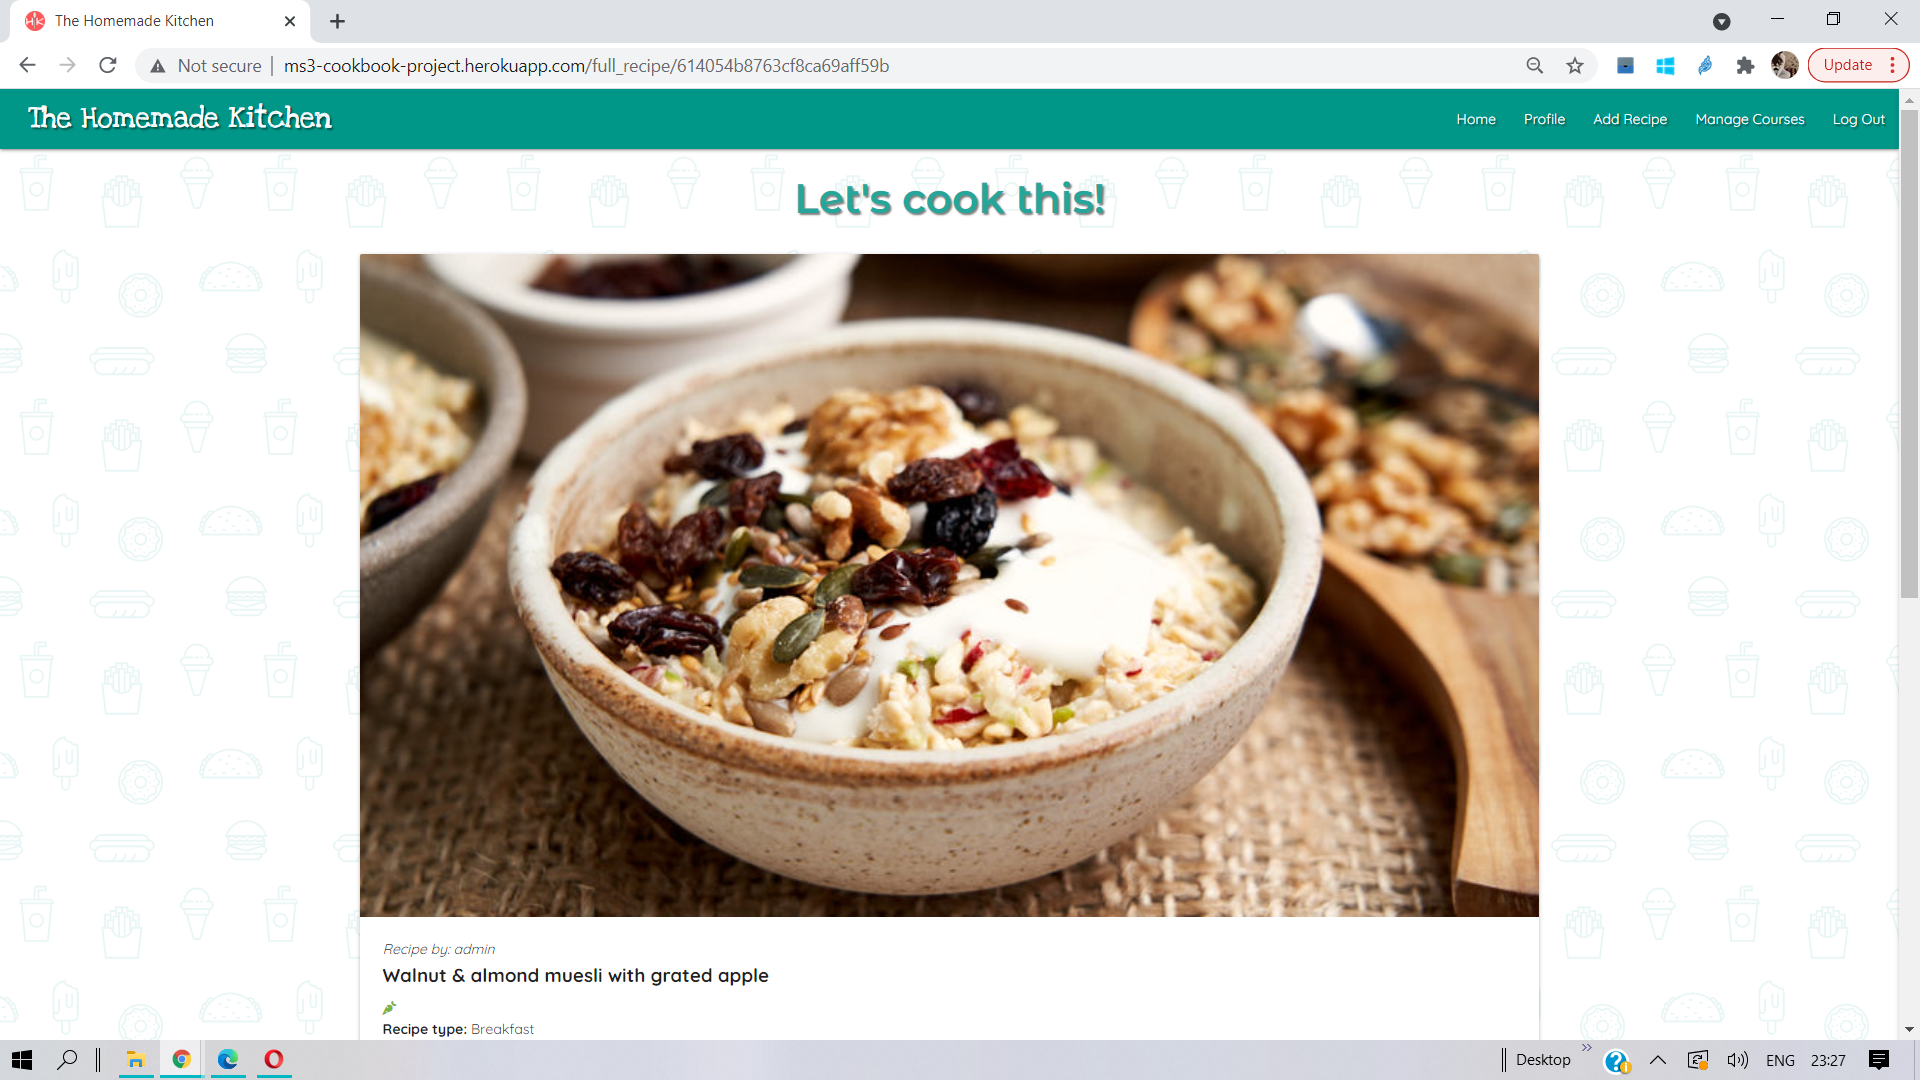 The Homemade Kitchen
Not secure
ms3-cookbook-project.herokuapp.com/full_recipe/614054b8763cf8ca69aff59b
Update
The Homemade Kitchen
Home
Profile
Add Recipe
Manage Courses
Log Out
Let's cook this!
Recipe by: admin
Walnut & almond muesli with grated apple
Recipe type: Breakfast
Desktop
ENG
23:27